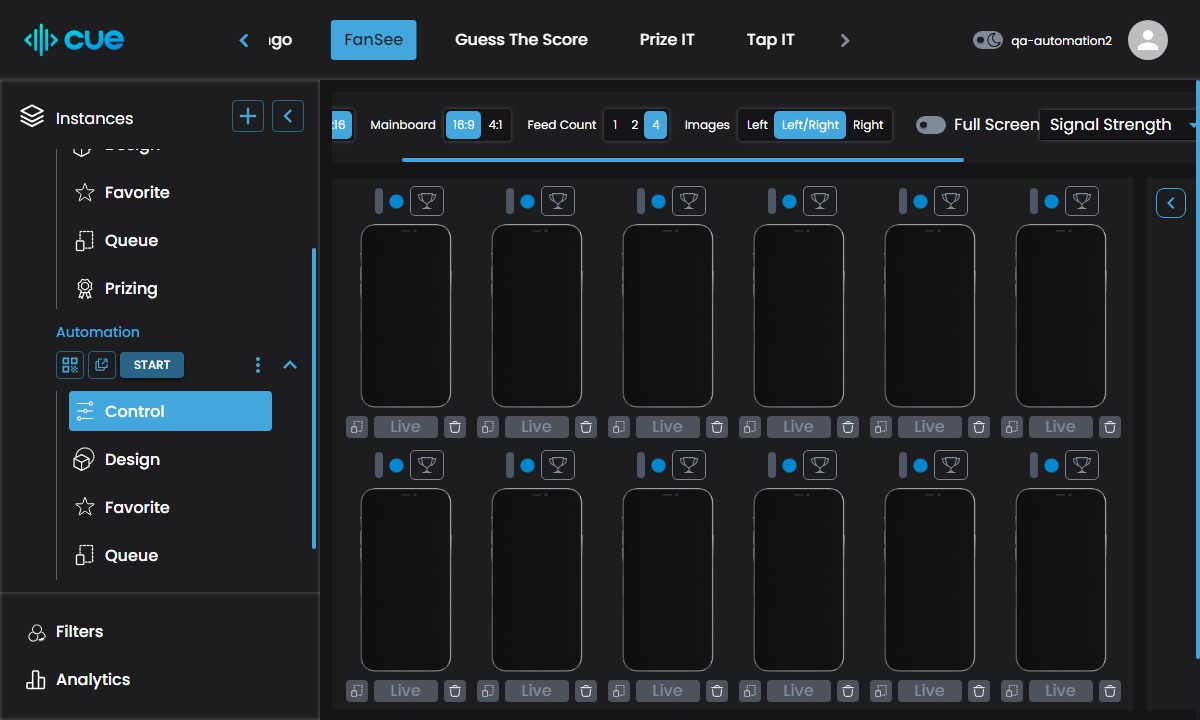 cue
FanSee
Guess The Score
Prize IT
Tap IT
qa-automation2
Instances
Design
Favorite
Queue
Prizing
Automation
START
Control
Design
Favorite
Queue
Filters
Analytics
:16
Mainboard
16:9
4:1
Feed Count
1
2
4
Images
Left
Left/Right
Right
Full Screen
Signal Strength
Live
Live
Live
Live
Live
Live
Live
Live
Live
Live
Live
Live